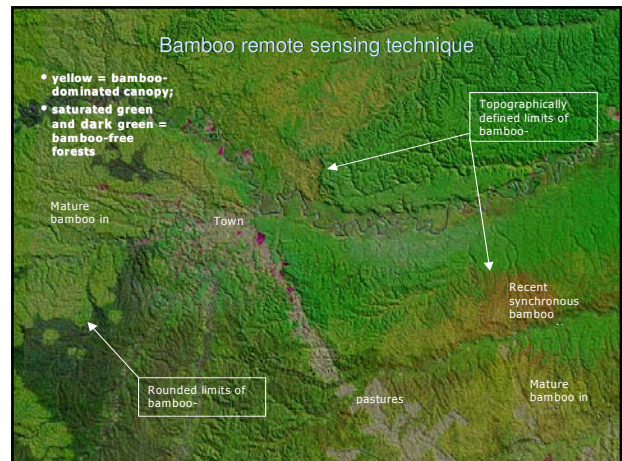 Bamboo remote sensing technique
• yellow = bamboo-
dominated canopy;
• saturated green
and dark green =
bamboo-free
forests
Topographically
defined limits of
bamboo-
Mature
bamboo in
Town
Recent
synchronous
bamboo
Rounded limits of
bamboo-
pastures
Mature
bamboo in